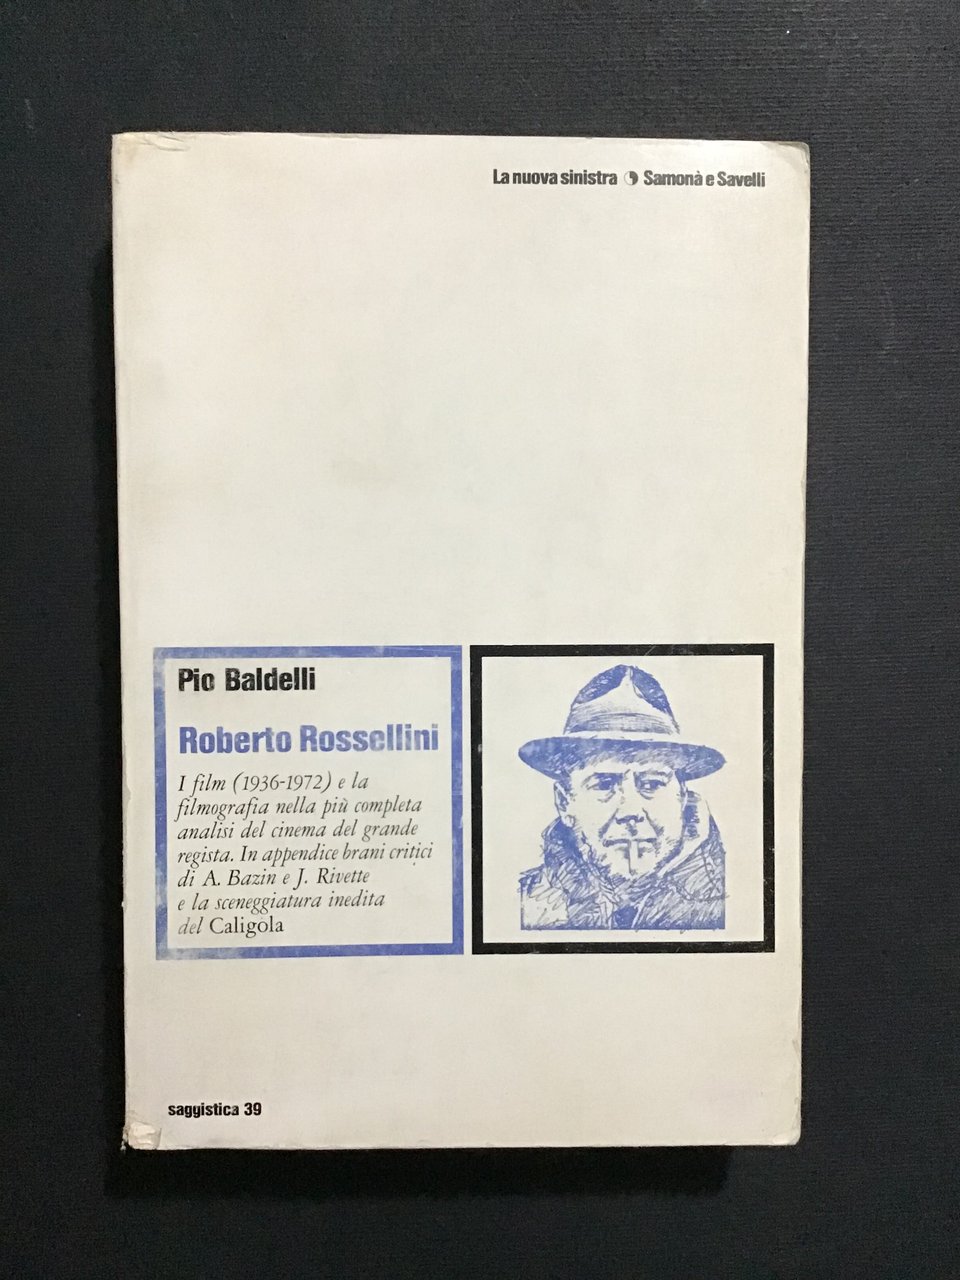 La nuova sinistra Samonà e Savelli
Pio Baldelli
Roberto Rossellini
I film (1936-1972) e la
filmografia nella più completa
analisi del cinema del grande
regista. In appendice brani critici
di A. Bazin e J. Rivette
e la sceneggiatura inedita
del Caligola
saggistica 39